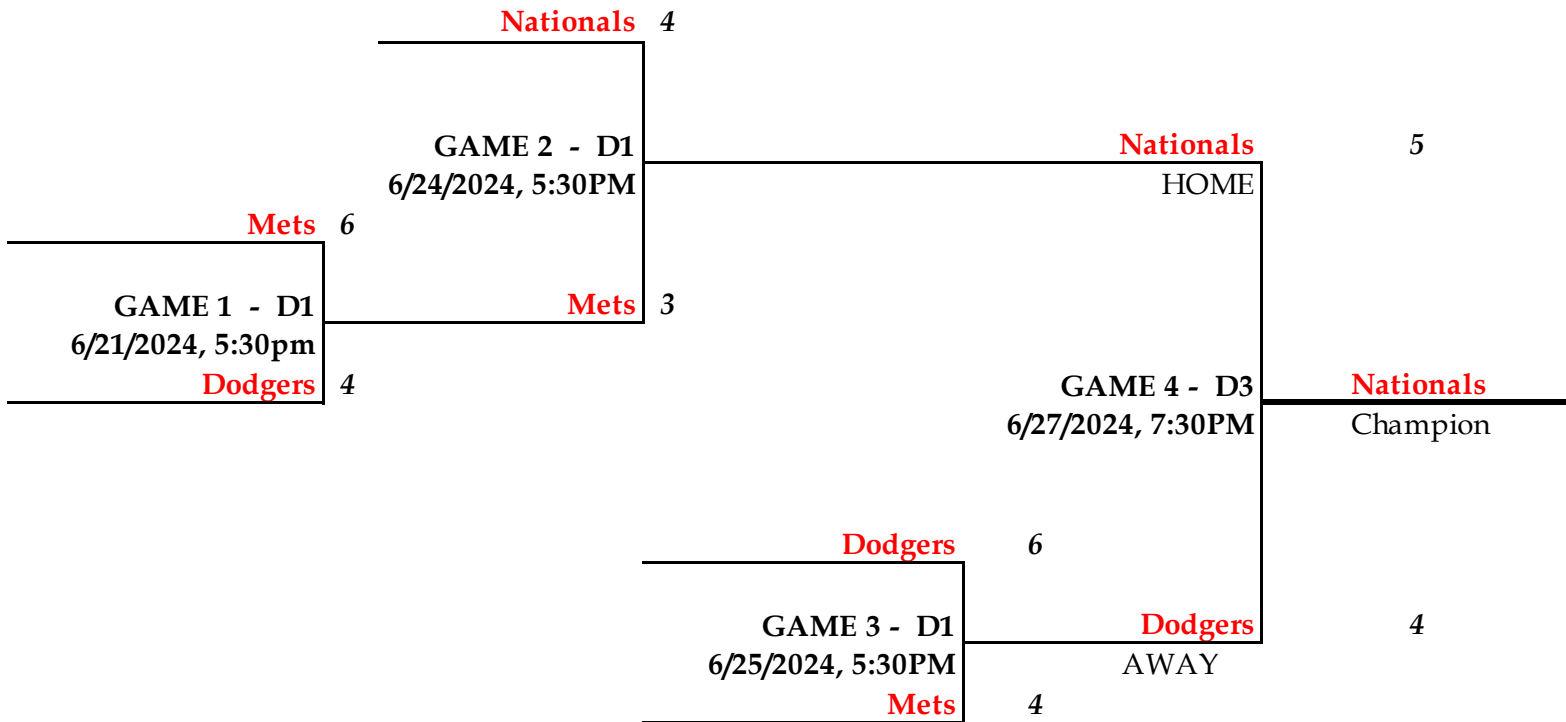 Nationals 4
GAME 2 - D1
6/24/2024, 5:30PM
Nationals 5
HOME
Mets 6
GAME 1 - D1
6/21/2024, 5:30pm
Dodgers 4
Mets 3
GAME 4 - D3
6/27/2024, 7:30PM
Nationals
Champion
Dodgers 6
GAME 3 - D1
6/25/2024, 5:30PM
Mets 4
Dodgers 4
AWAY